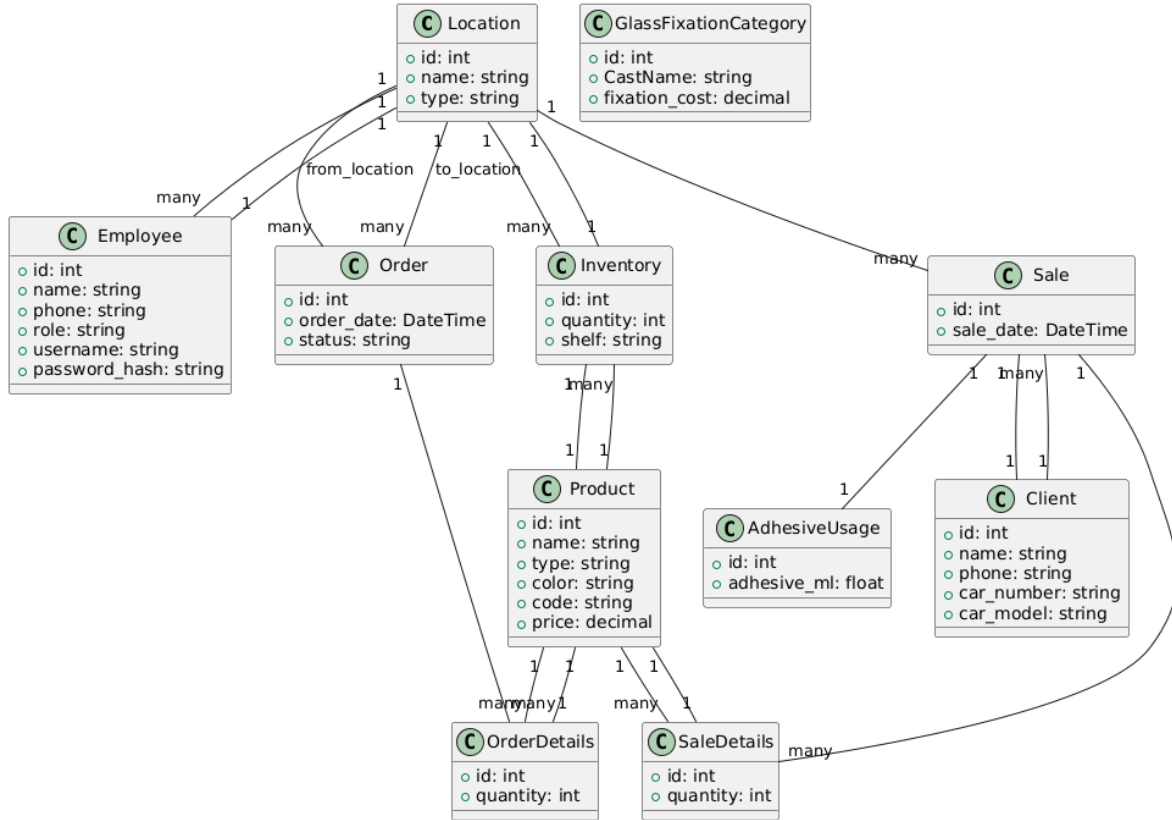 C Location
id: int
name: string
type: string
C GlassFixationCategory
id: int
CastName: string
fixation_cost: decimal
1
1
1
1
1
1
1
from_location
to_location
many
1
many
many
many
1
many
C Employee
id: int
name: string
phone: string
role: string
username: string
password_hash: string
C Order
id: int
order_date: DateTime
status: string
C Inventory
id: int
quantity: int
shelf: string
C Sale
id: int
sale_date: DateTime
1
1
many
1
1
many
1
1
1
1
1
1
C Product
id: int
name: string
type: string
color: string
code: string
price: decimal
C AdhesiveUsage
id: int
adhesive_ml: float
C Client
id: int
name: string
phone: string
car_number: string
car_model: string
1
1
1
1
many
many
1
many
1
many
C OrderDetails
id: int
quantity: int
C SaleDetails
id: int
quantity: int